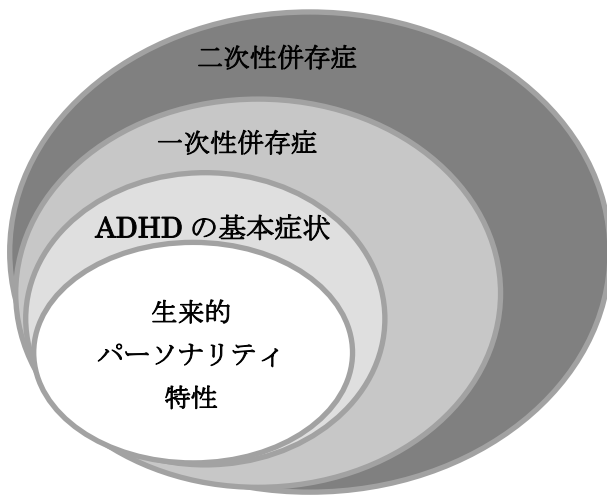 二次性併存症
一次性併存症
ADHD の基本症状
生来的
パーソナリティ
特性